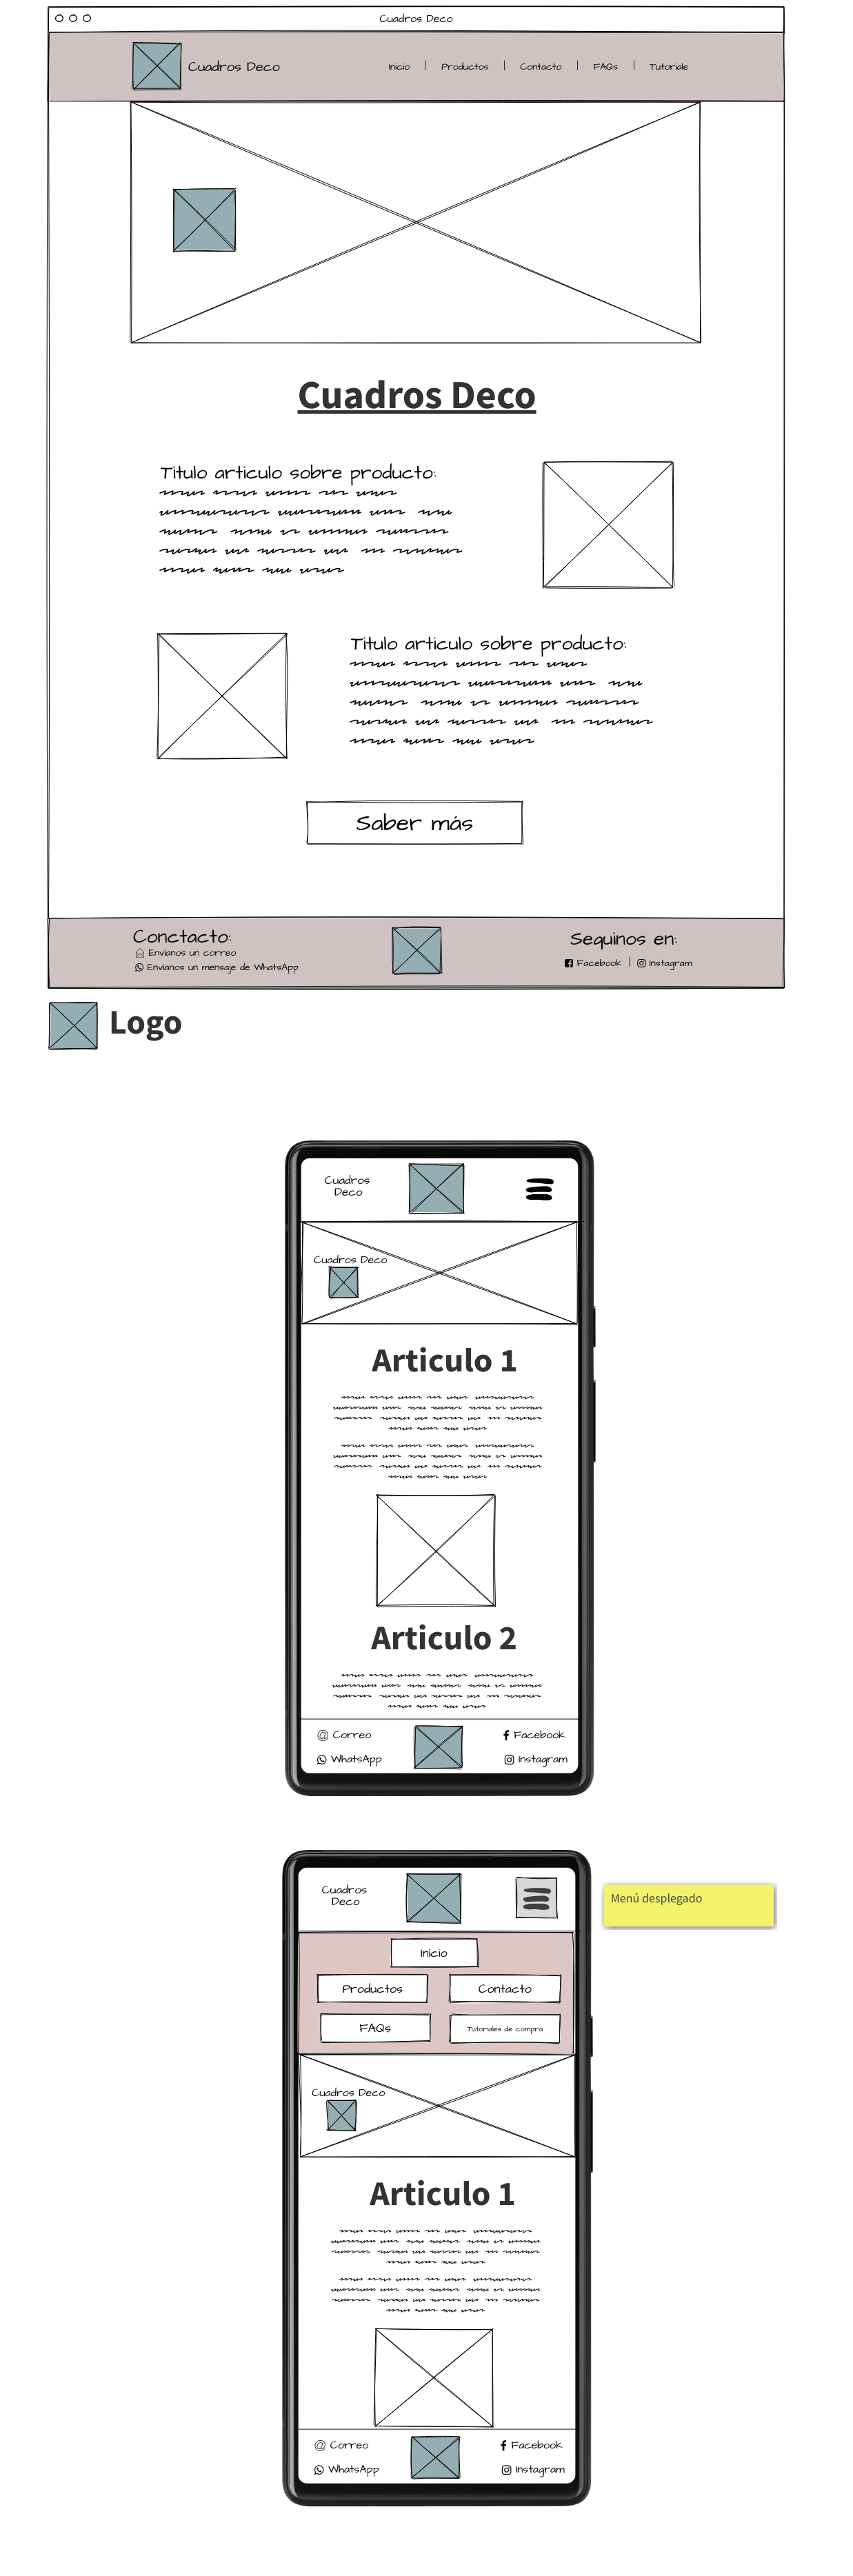 Cuadros Deco
Cuadros Deco
Inicio | Productos | Contacto | FAQs | Tutoriale
Cuadros Deco
Titulo articulo sobre producto:
Titulo articulo sobre producto:
Saber más
Conctacto:
Envianos un correo
Envianos un mensaje de WhatsApp
Sequinos en:
Facebook | Instagram
Logo
Cuadros
Deco
Cuadros Deco
Articulo 1
Articulo 2
Correo
WhatsApp
Facebook
Instagram
Cuadros
Deco
Menú desplegado
Inicio
Productos
Contacto
FAQs
Tutoriales de compra
Cuadros Deco
Articulo 1
Correo
WhatsApp
Facebook
Instagram